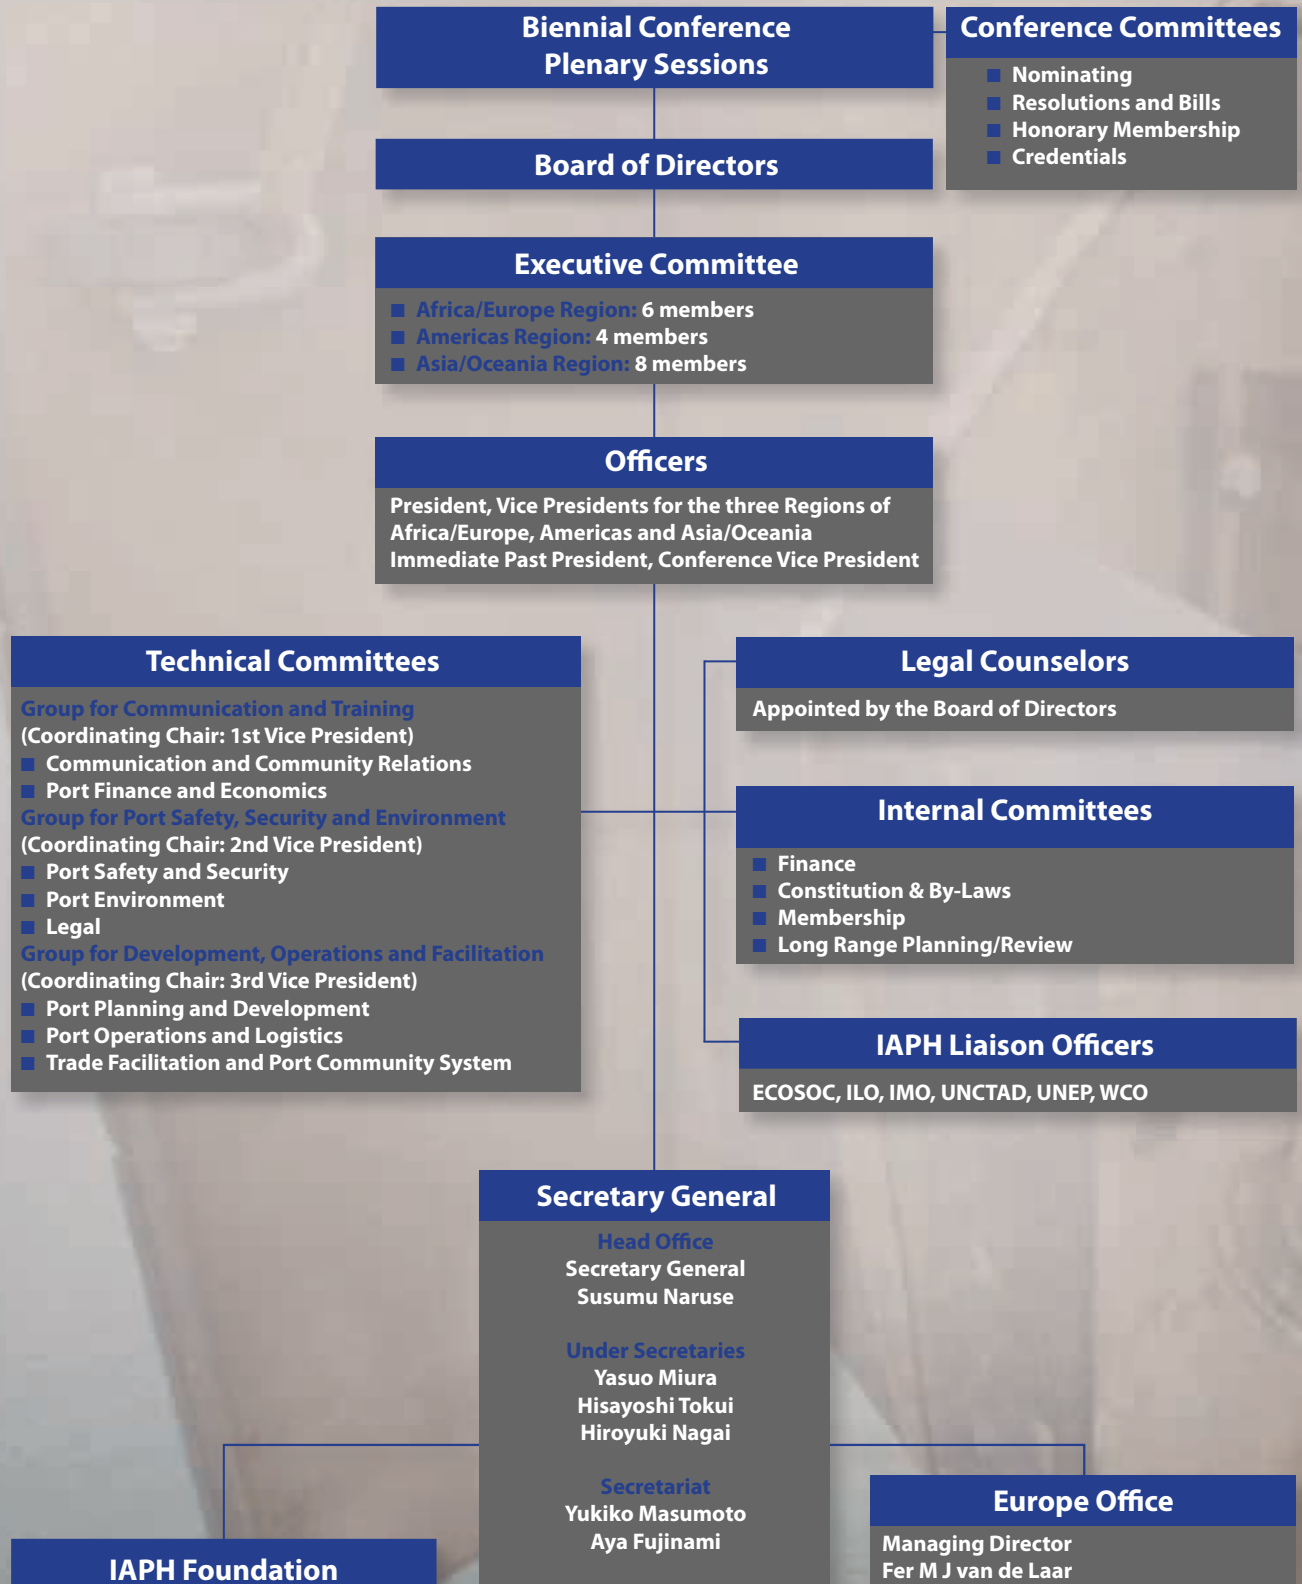 Biennial Conference
Plenary Sessions
Conference Committees
■ Nominating
■ Resolutions and Bills
■ Honorary Membership
■ Credentials
Board of Directors
Executive Committee
■ Africa/Europe Region: 6 members
■ Americas Region: 4 members
■ Asia/Oceania Region: 8 members
Officers
President, Vice Presidents for the three Regions of
Africa/Europe, Americas and Asia/Oceania
Immediate Past President, Conference Vice President
Technical Committees
Group for Communication and Training
(Coordinating Chair: 1st Vice President)
■ Communication and Community Relations
■ Port Finance and Economics
Group for Port Safety, Security and Environment
(Coordinating Chair: 2nd Vice President)
■ Port Safety and Security
■ Port Environment
■ Legal
Group for Development, Operations and Facilitation
(Coordinating Chair: 3rd Vice President)
■ Port Planning and Development
■ Port Operations and Logistics
■ Trade Facilitation and Port Community System
Legal Counselors
Appointed by the Board of Directors
Internal Committees
■ Finance
■ Constitution & By-Laws
■ Membership
■ Long Range Planning/Review
IAPH Liaison Officers
ECOSOC, ILO, IMO, UNCTAD, UNEP, WCO
Secretary General
Head Office
Secretary General
Susumu Naruse
Under Secretaries
Yasuo Miura
Hisayoshi Tokui
Hiroyuki Nagai
Secretariat
Yukiko Masumoto
Aya Fujinami
IAPH Foundation
Europe Office
Managing Director
Fer M J van de Laar